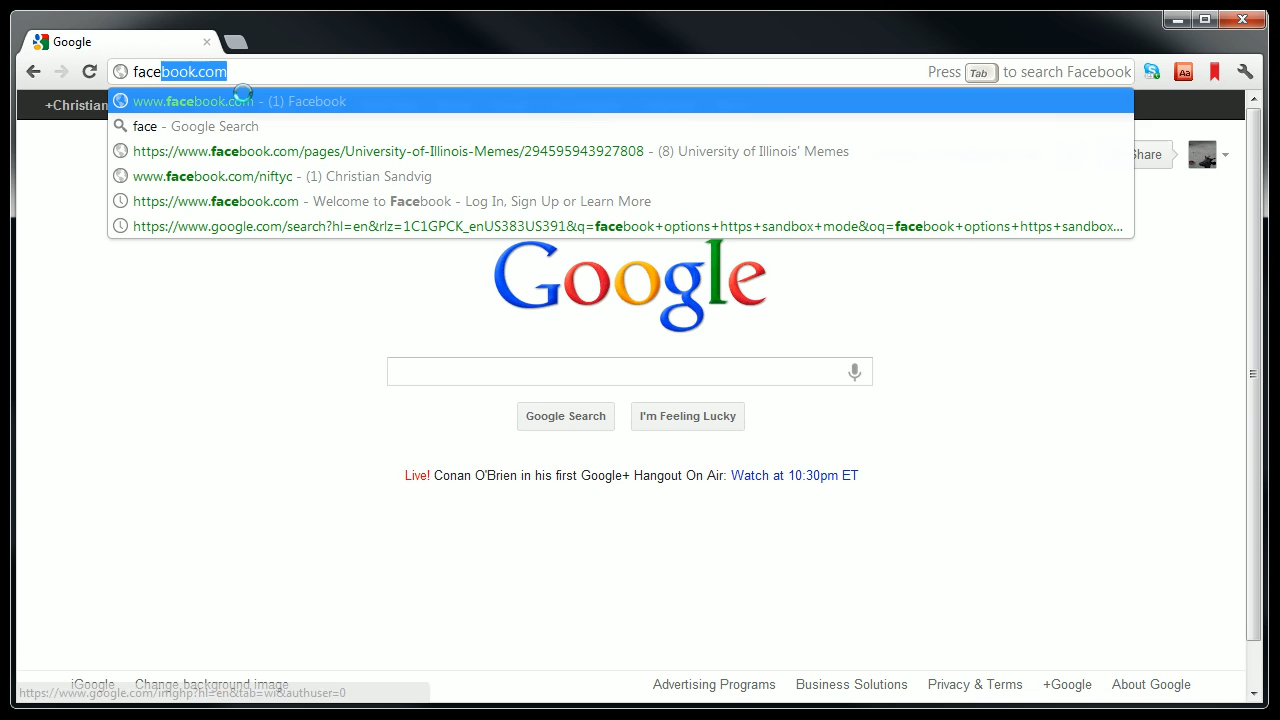 Google
facebook.com
Press Tab to search Facebook
www.facebook.com - (1) Facebook
+Christian
face - Google Search
https://www.facebook.com/pages/University-of-Illinois-Memes/294595943927808 - (8) University of Illinois' Memes
Share
www.facebook.com/niftyc - (1) Christian Sandvig
https://www.facebook.com - Welcome to Facebook - Log In, Sign Up or Learn More
https://www.google.com/search?hl=en&rlz=1C1GPCK_enUS383US391&q=facebook+options+https+sandbox+mode&oq=facebook+options+https+sandbox...
Google
Google Search
I'm Feeling Lucky
Live! Conan O'Brien in his first Google+ Hangout On Air: Watch at 10:30pm ET
iGoogle
Change background image
Advertising Programs
Business Solutions
Privacy & Terms
+Google
About Google
https://www.google.com/imghp?hl=en&tab=wi&authuser=0